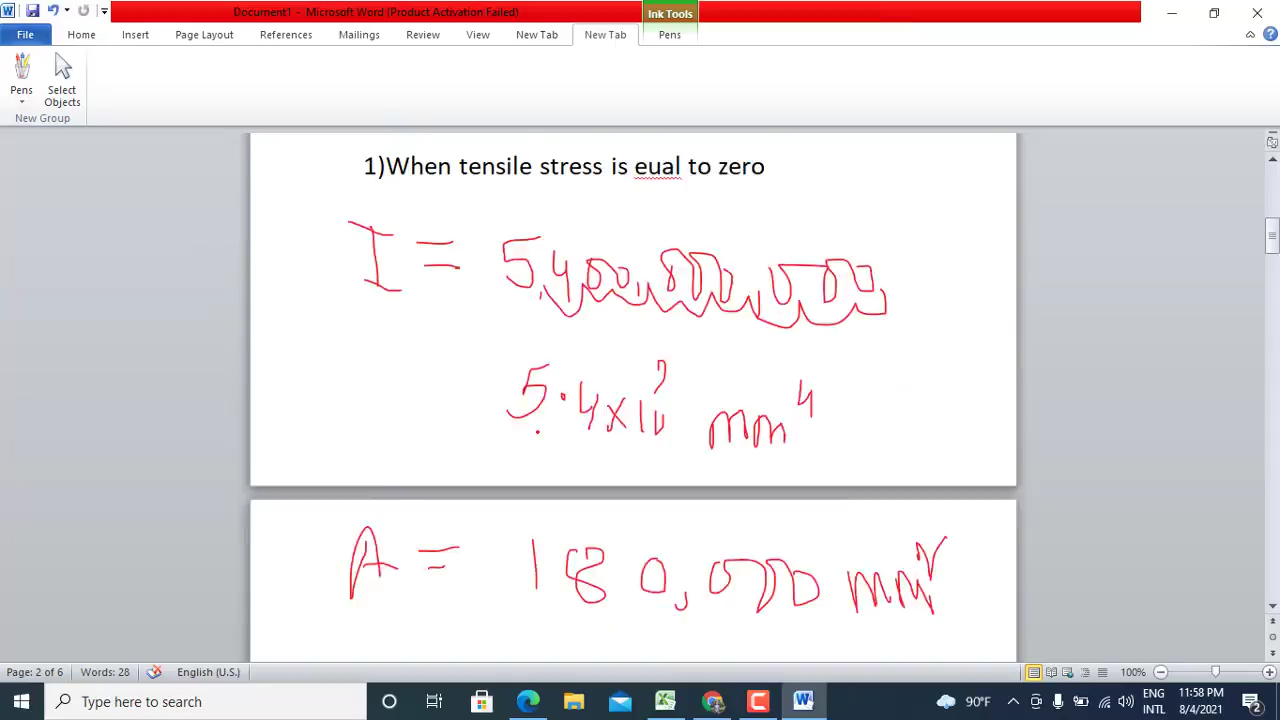 Document1 - Microsoft Word (Product Activation Failed)
Ink Tools
File Home Insert Page Layout References Mailings Review View New Tab New Tab Pens
Pens
Select Objects
New Group
1)When tensile stress is eual to zero
I = 5,400,000,000
5.4x10⁹ mm⁴
A = 180,000 mm²
Page: 2 of 6 Words: 28 English (U.S.) 100%
Type here to search
90°F
ENG 11:58 PM
INTL 8/4/2021
2